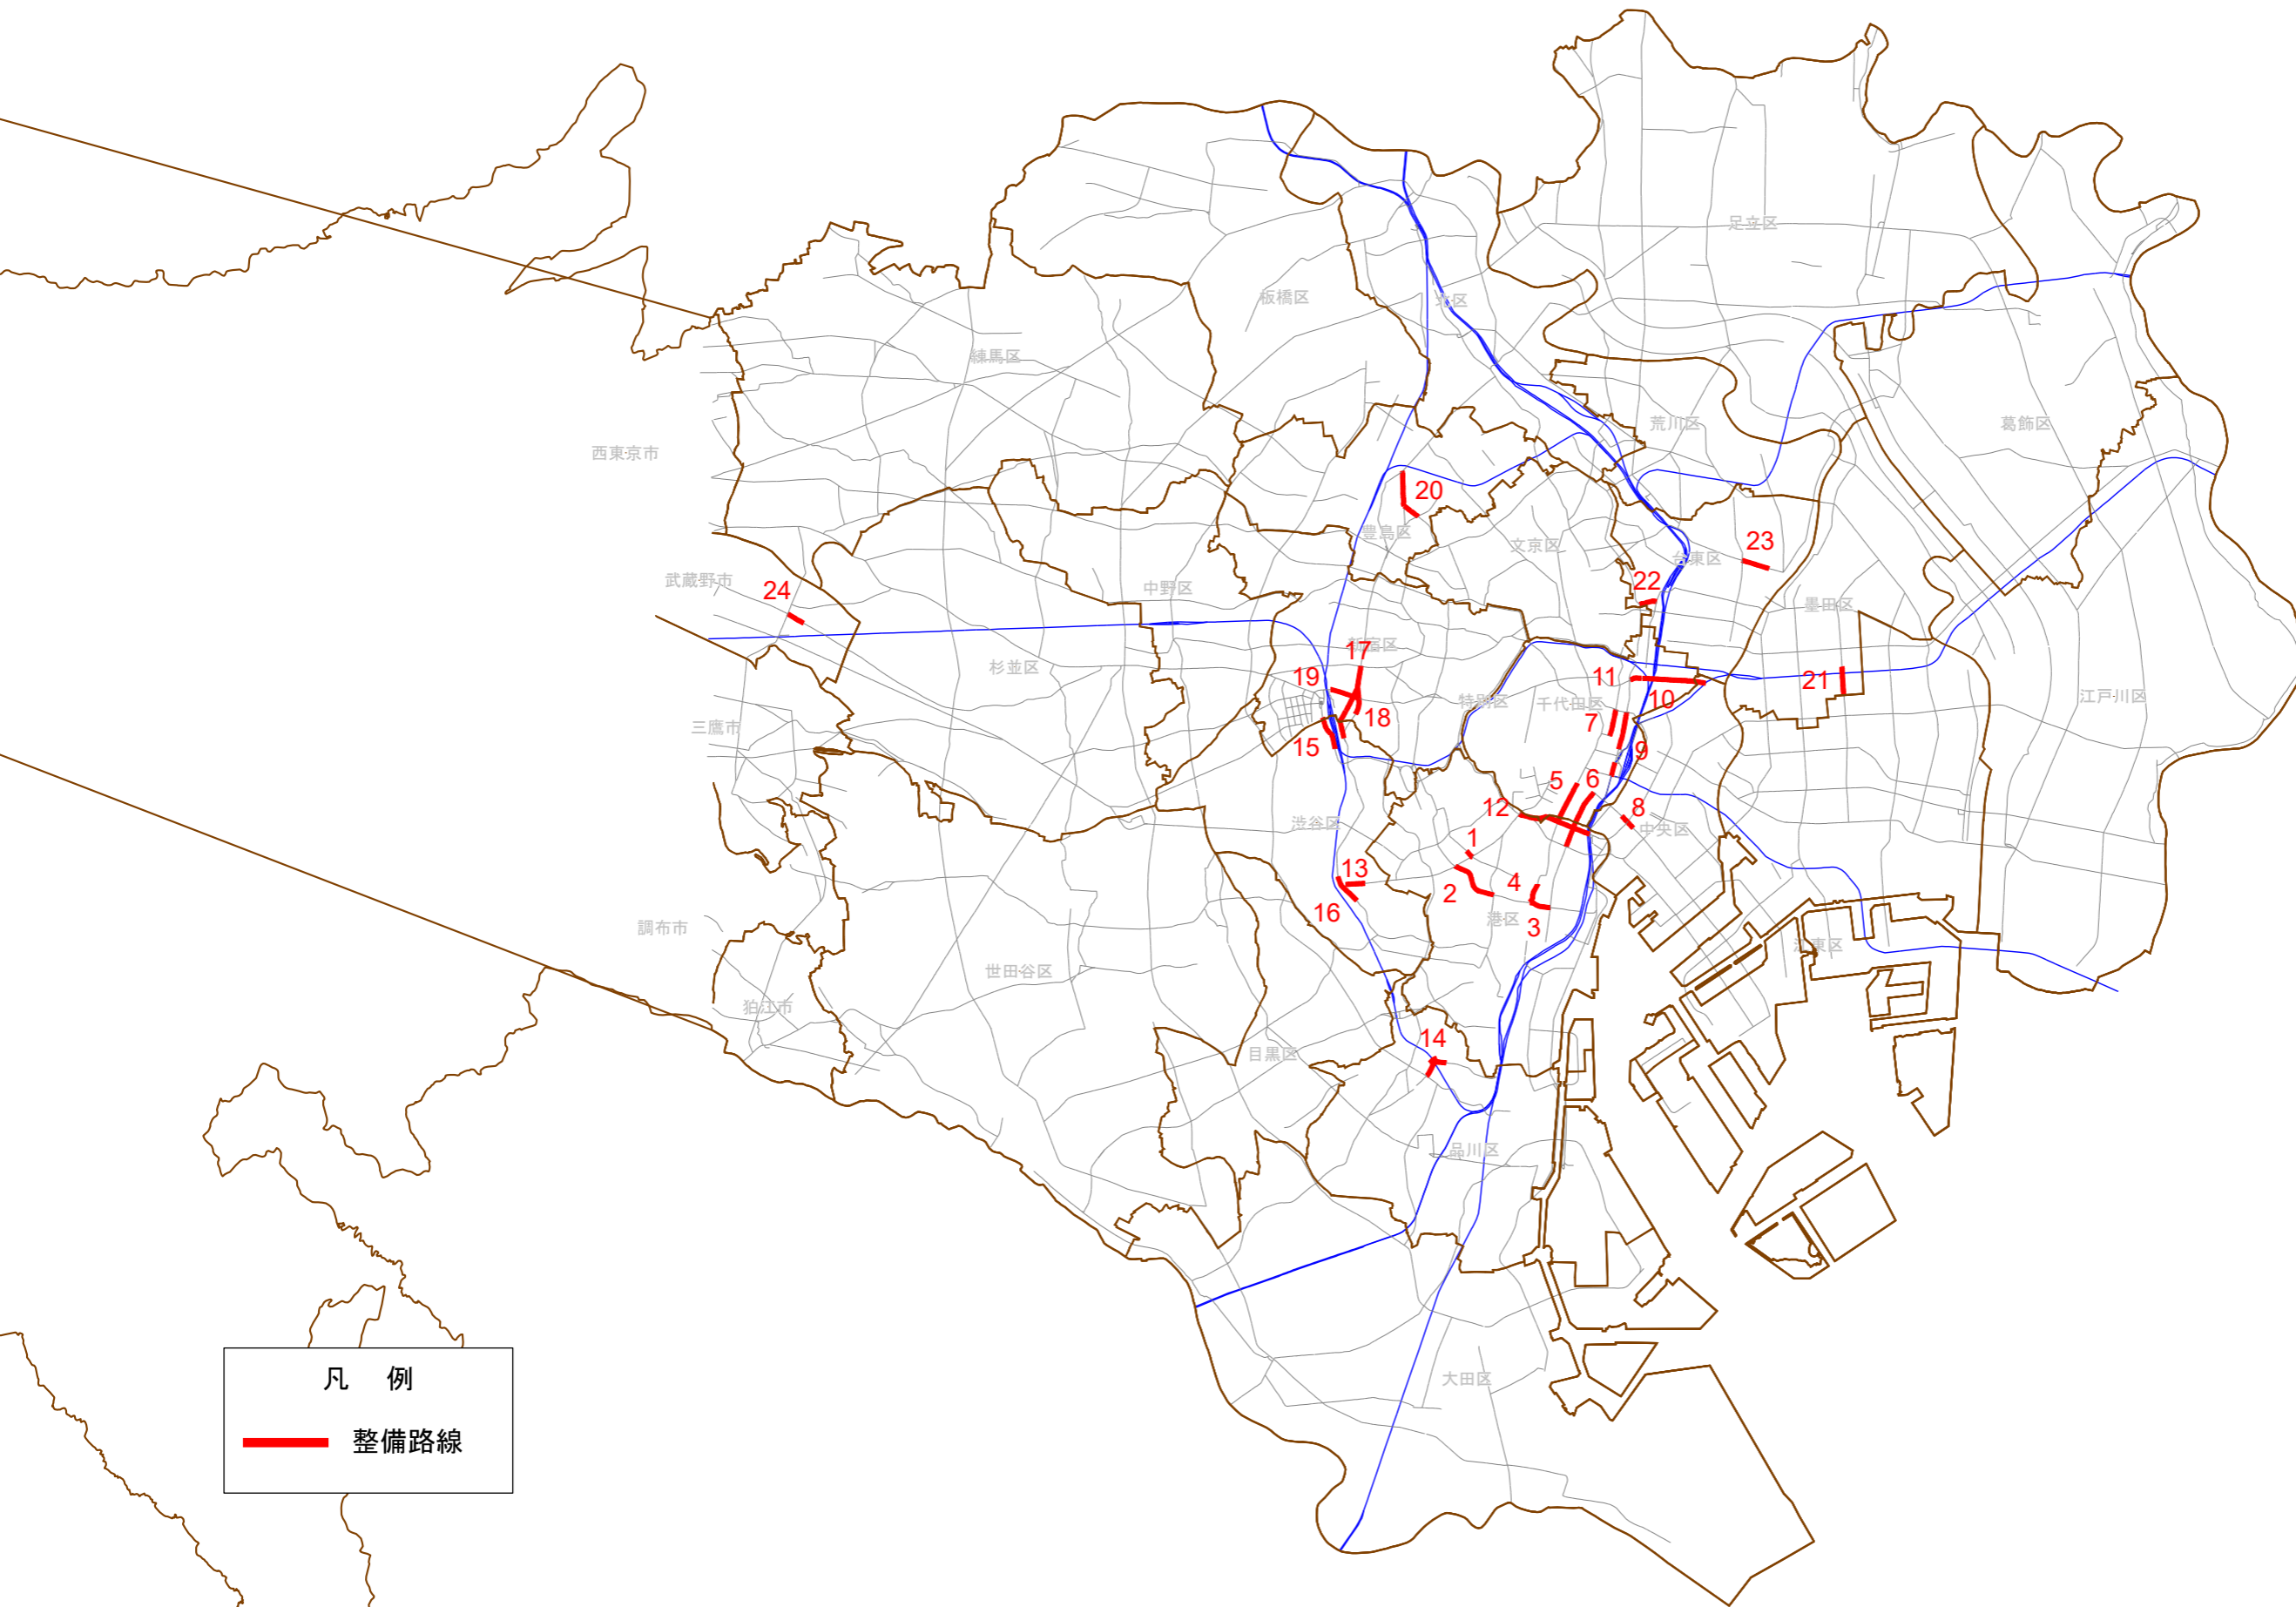 足立区
板橋区
北区
練馬区
荒川区
葛飾区
西東京市
20
豊島区
文京区
23
台東区
武蔵野市
24
中野区
22
墨田区
新宿区
17
杉並区
19
11
21
特別区
千代田区
10
江戸川区
三鷹市
18
7
15
9
5
6
12
8
渋谷区
中央区
1
13
2
4
16
港区
3
調布市
江東区
世田谷区
狛江市
14
目黒区
品川区
大田区
凡 例
整備路線